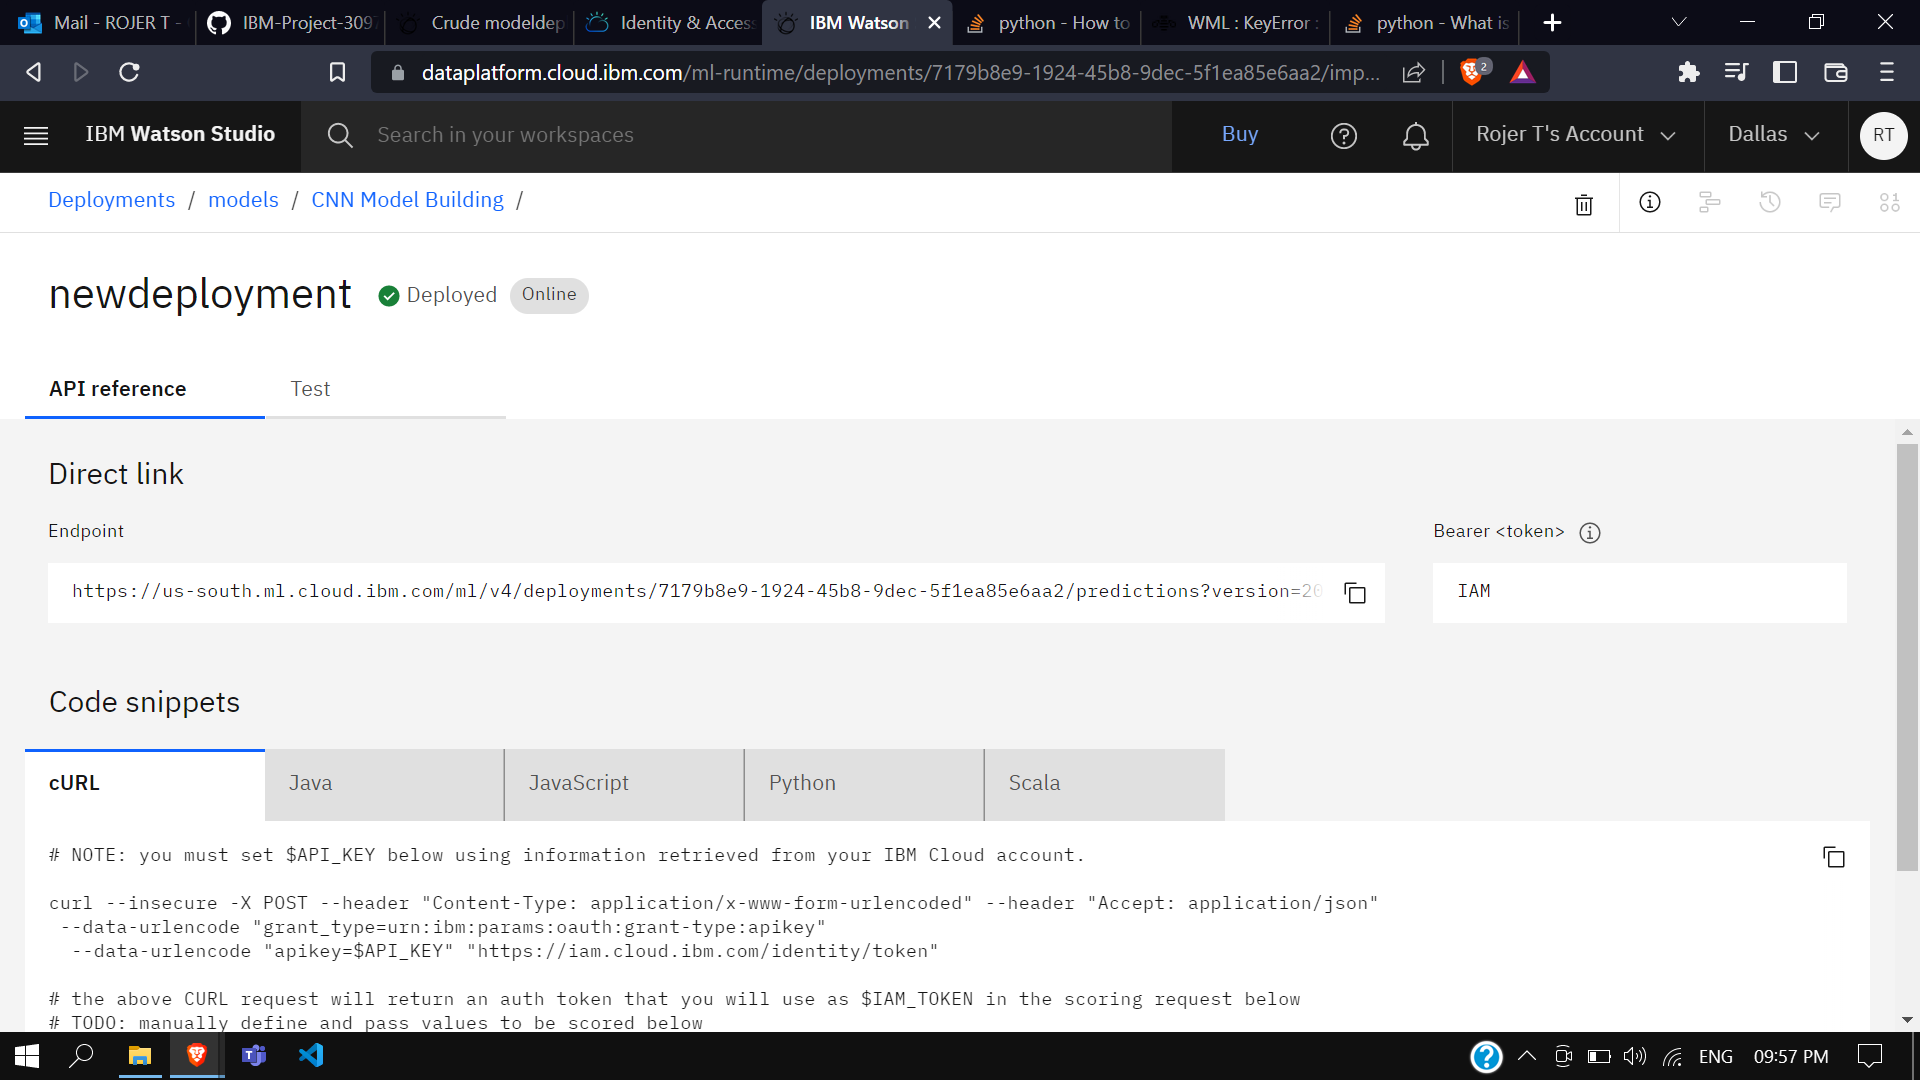 Mail - ROJER T -
IBM-Project-3097
Crude modeldep
Identity & Access
IBM Watson
python - How to
WML : KeyError :
python - What is
dataplatform.cloud.ibm.com/ml-runtime/deployments/7179b8e9-1924-45b8-9dec-5f1ea85e6aa2/imp...
2
IBM Watson Studio
Search in your workspaces
Buy
Rojer T's Account
Dallas
RT
Deployments / models / CNN Model Building /
newdeployment
Deployed
Online
API reference
Test
Direct link
Endpoint
Bearer <token>
https://us-south.ml.cloud.ibm.com/ml/v4/deployments/7179b8e9-1924-45b8-9dec-5f1ea85e6aa2/predictions?version=20
IAM
Code snippets
cURL
Java
JavaScript
Python
Scala
# NOTE: you must set $API_KEY below using information retrieved from your IBM Cloud account.
curl --insecure -X POST --header "Content-Type: application/x-www-form-urlencoded" --header "Accept: application/json"
--data-urlencode "grant_type=urn:ibm:params:oauth:grant-type:apikey"
--data-urlencode "apikey=$API_KEY" "https://iam.cloud.ibm.com/identity/token"
# the above CURL request will return an auth token that you will use as $IAM_TOKEN in the scoring request below
# TODO: manually define and pass values to be scored below
ENG
09:57 PM